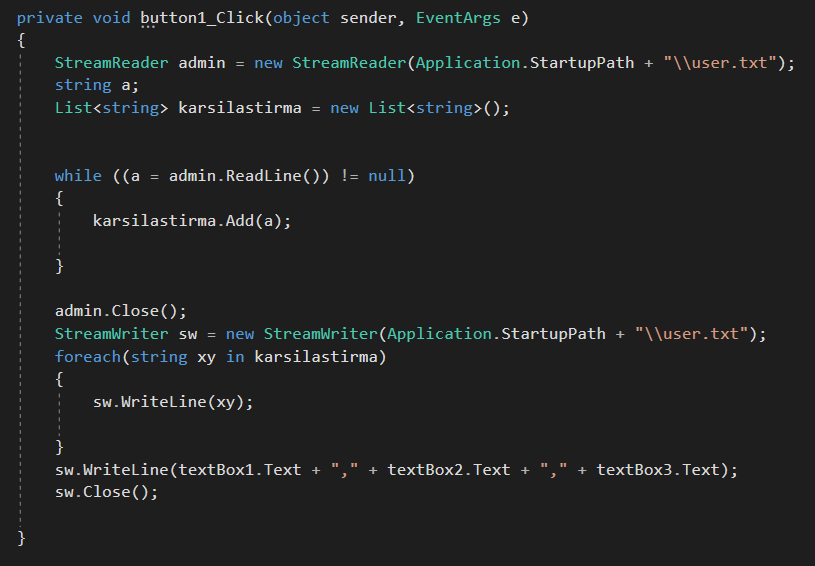 private void button1_Click(object sender, EventArgs e)
{
StreamReader admin = new StreamReader(Application.StartupPath + "\\user.txt");
string a;
List<string> karsilastirma = new List<string>();
while ((a = admin.ReadLine()) != null)
{
karsilastirma.Add(a);
}
admin.Close();
StreamWriter sw = new StreamWriter(Application.StartupPath + "\\user.txt");
foreach(string xy in karsilastirma)
{
sw.WriteLine(xy);
}
sw.WriteLine(textBox1.Text + "," + textBox2.Text + "," + textBox3.Text);
sw.Close();
}